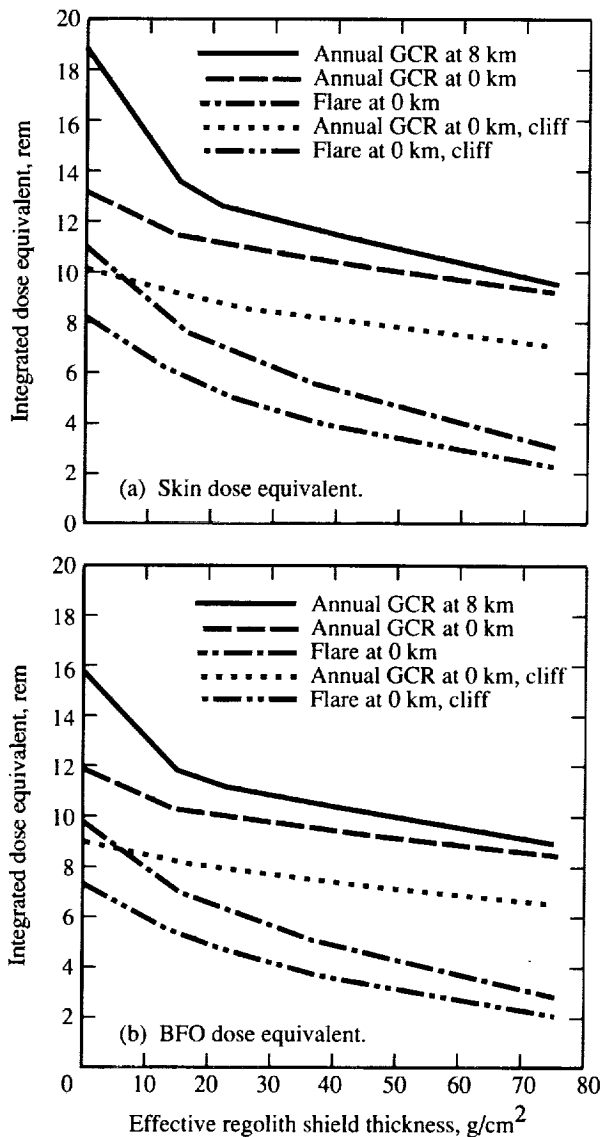 20
18
16
14
12
10
8
6
4
2
0
Integrated dose equivalent, rem
Annual GCR at 8 km
Annual GCR at 0 km
Flare at 0 km
Annual GCR at 0 km, cliff
Flare at 0 km, cliff
(a) Skin dose equivalent.
20
18
16
14
12
10
8
6
4
2
Integrated dose equivalent, rem
Annual GCR at 8 km
Annual GCR at 0 km
Flare at 0 km
Annual GCR at 0 km, cliff
Flare at 0 km, cliff
(b) BFO dose equivalent.
0 10 20 30 40 50 60 70 80
Effective regolith shield thickness, g/cm²